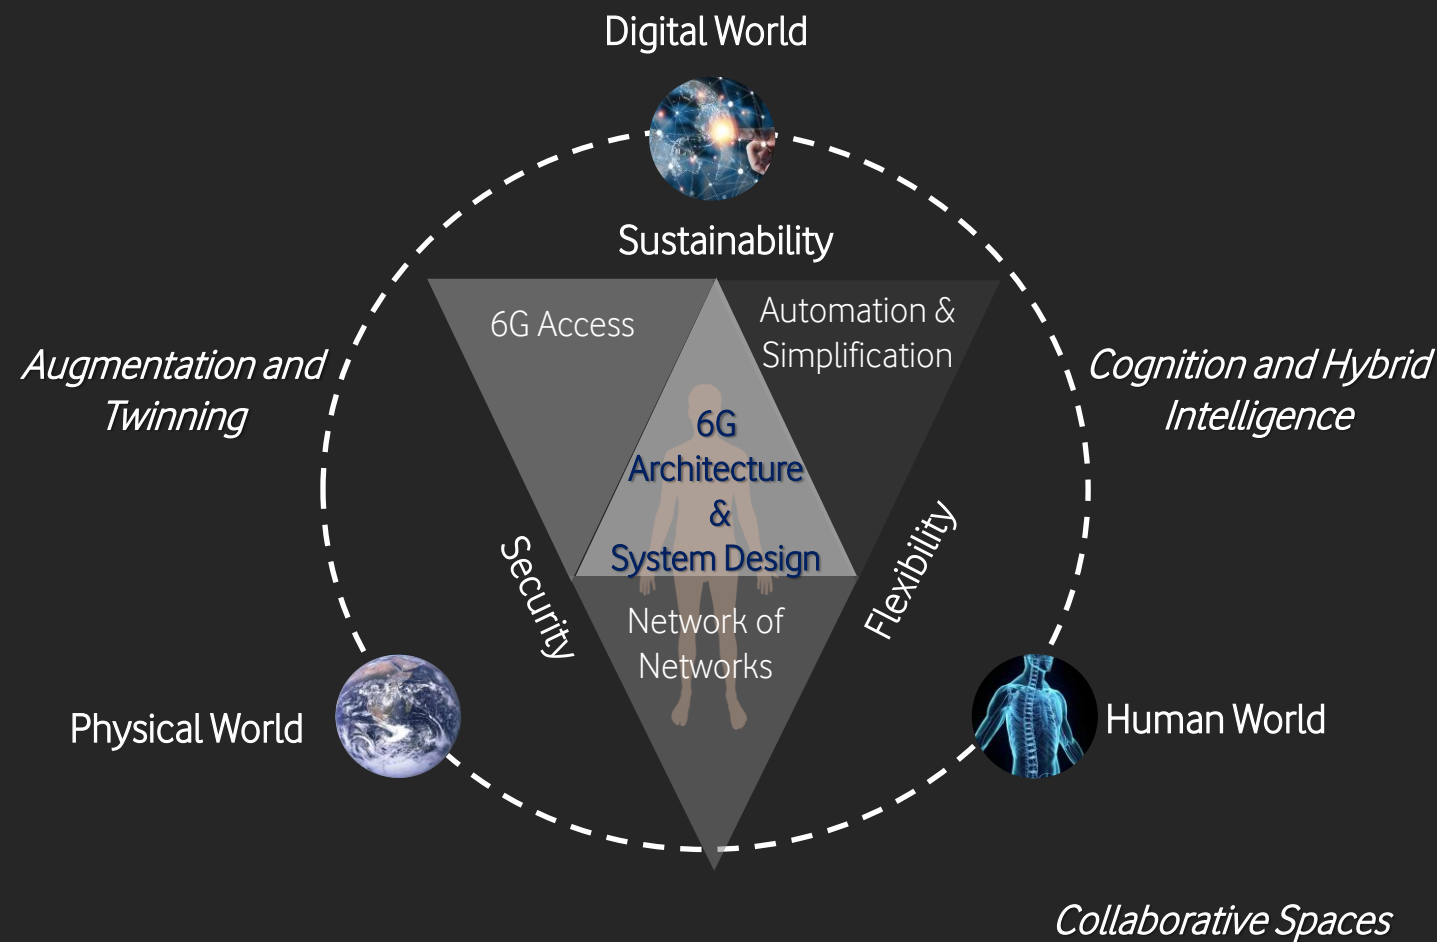 Digital World
Sustainability
6G Access
Automation &
Simplification
Augmentation and
Twinning
Cognition and Hybrid
Intelligence
6G
Architecture
&
System Design
Security
Flexibility
Network of
Networks
Physical World
Human World
Collaborative Spaces